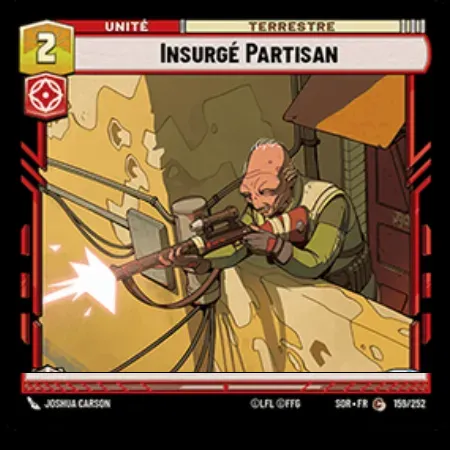 UNITÉ
TERRESTRE
2
INSURGÉ PARTISAN
JOSHUA CARSON
©LFL ©FFG
SOR • FR
C
159/252